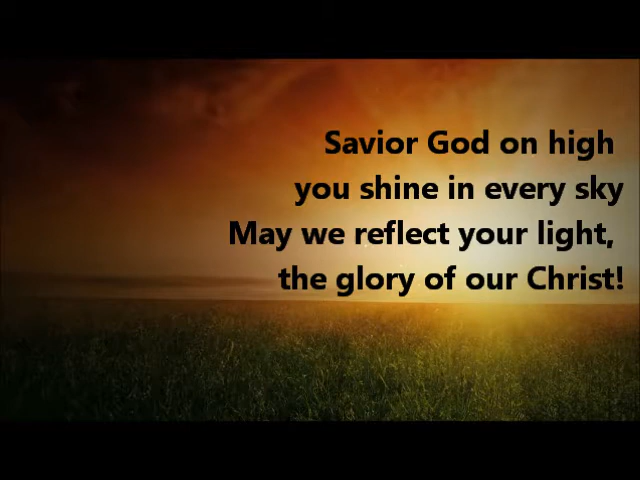 Savior God on high
you shine in every sky
May we reflect your light,
the glory of our Christ!